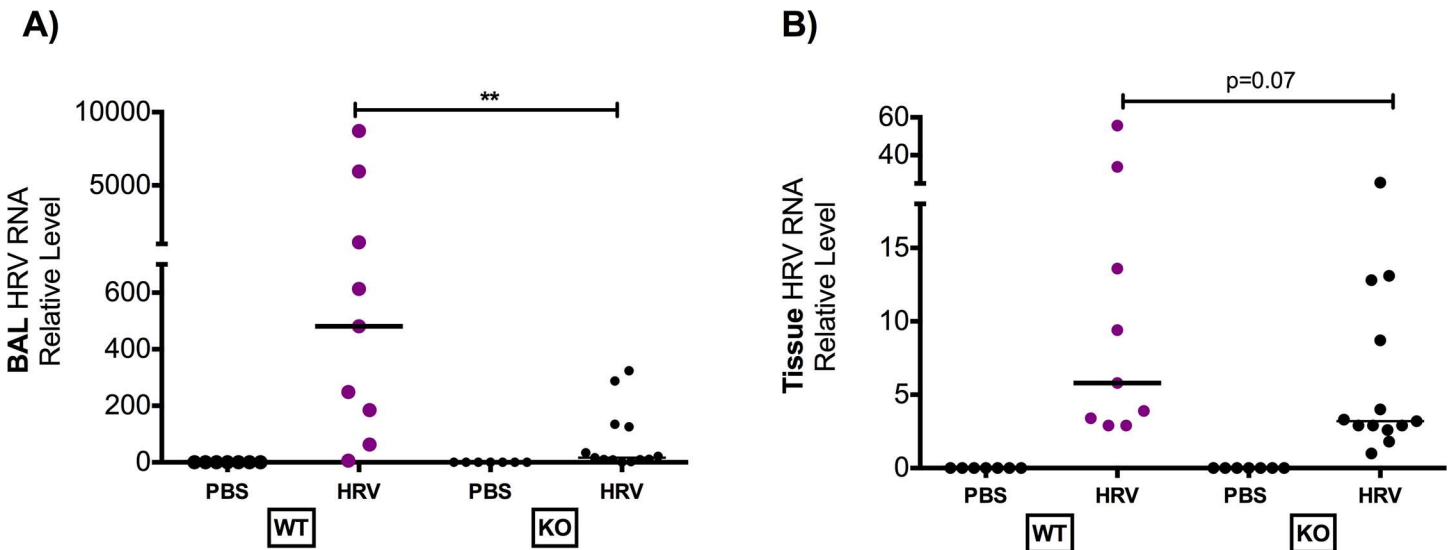 A)
BAL HRV RNA
Relative Level
10000
5000
600
400
200
0
**
PBS
HRV
PBS
HRV
WT
KO
B)
Tissue HRV RNA
Relative Level
60
40
15
10
5
0
p=0.07
PBS
HRV
PBS
HRV
WT
KO